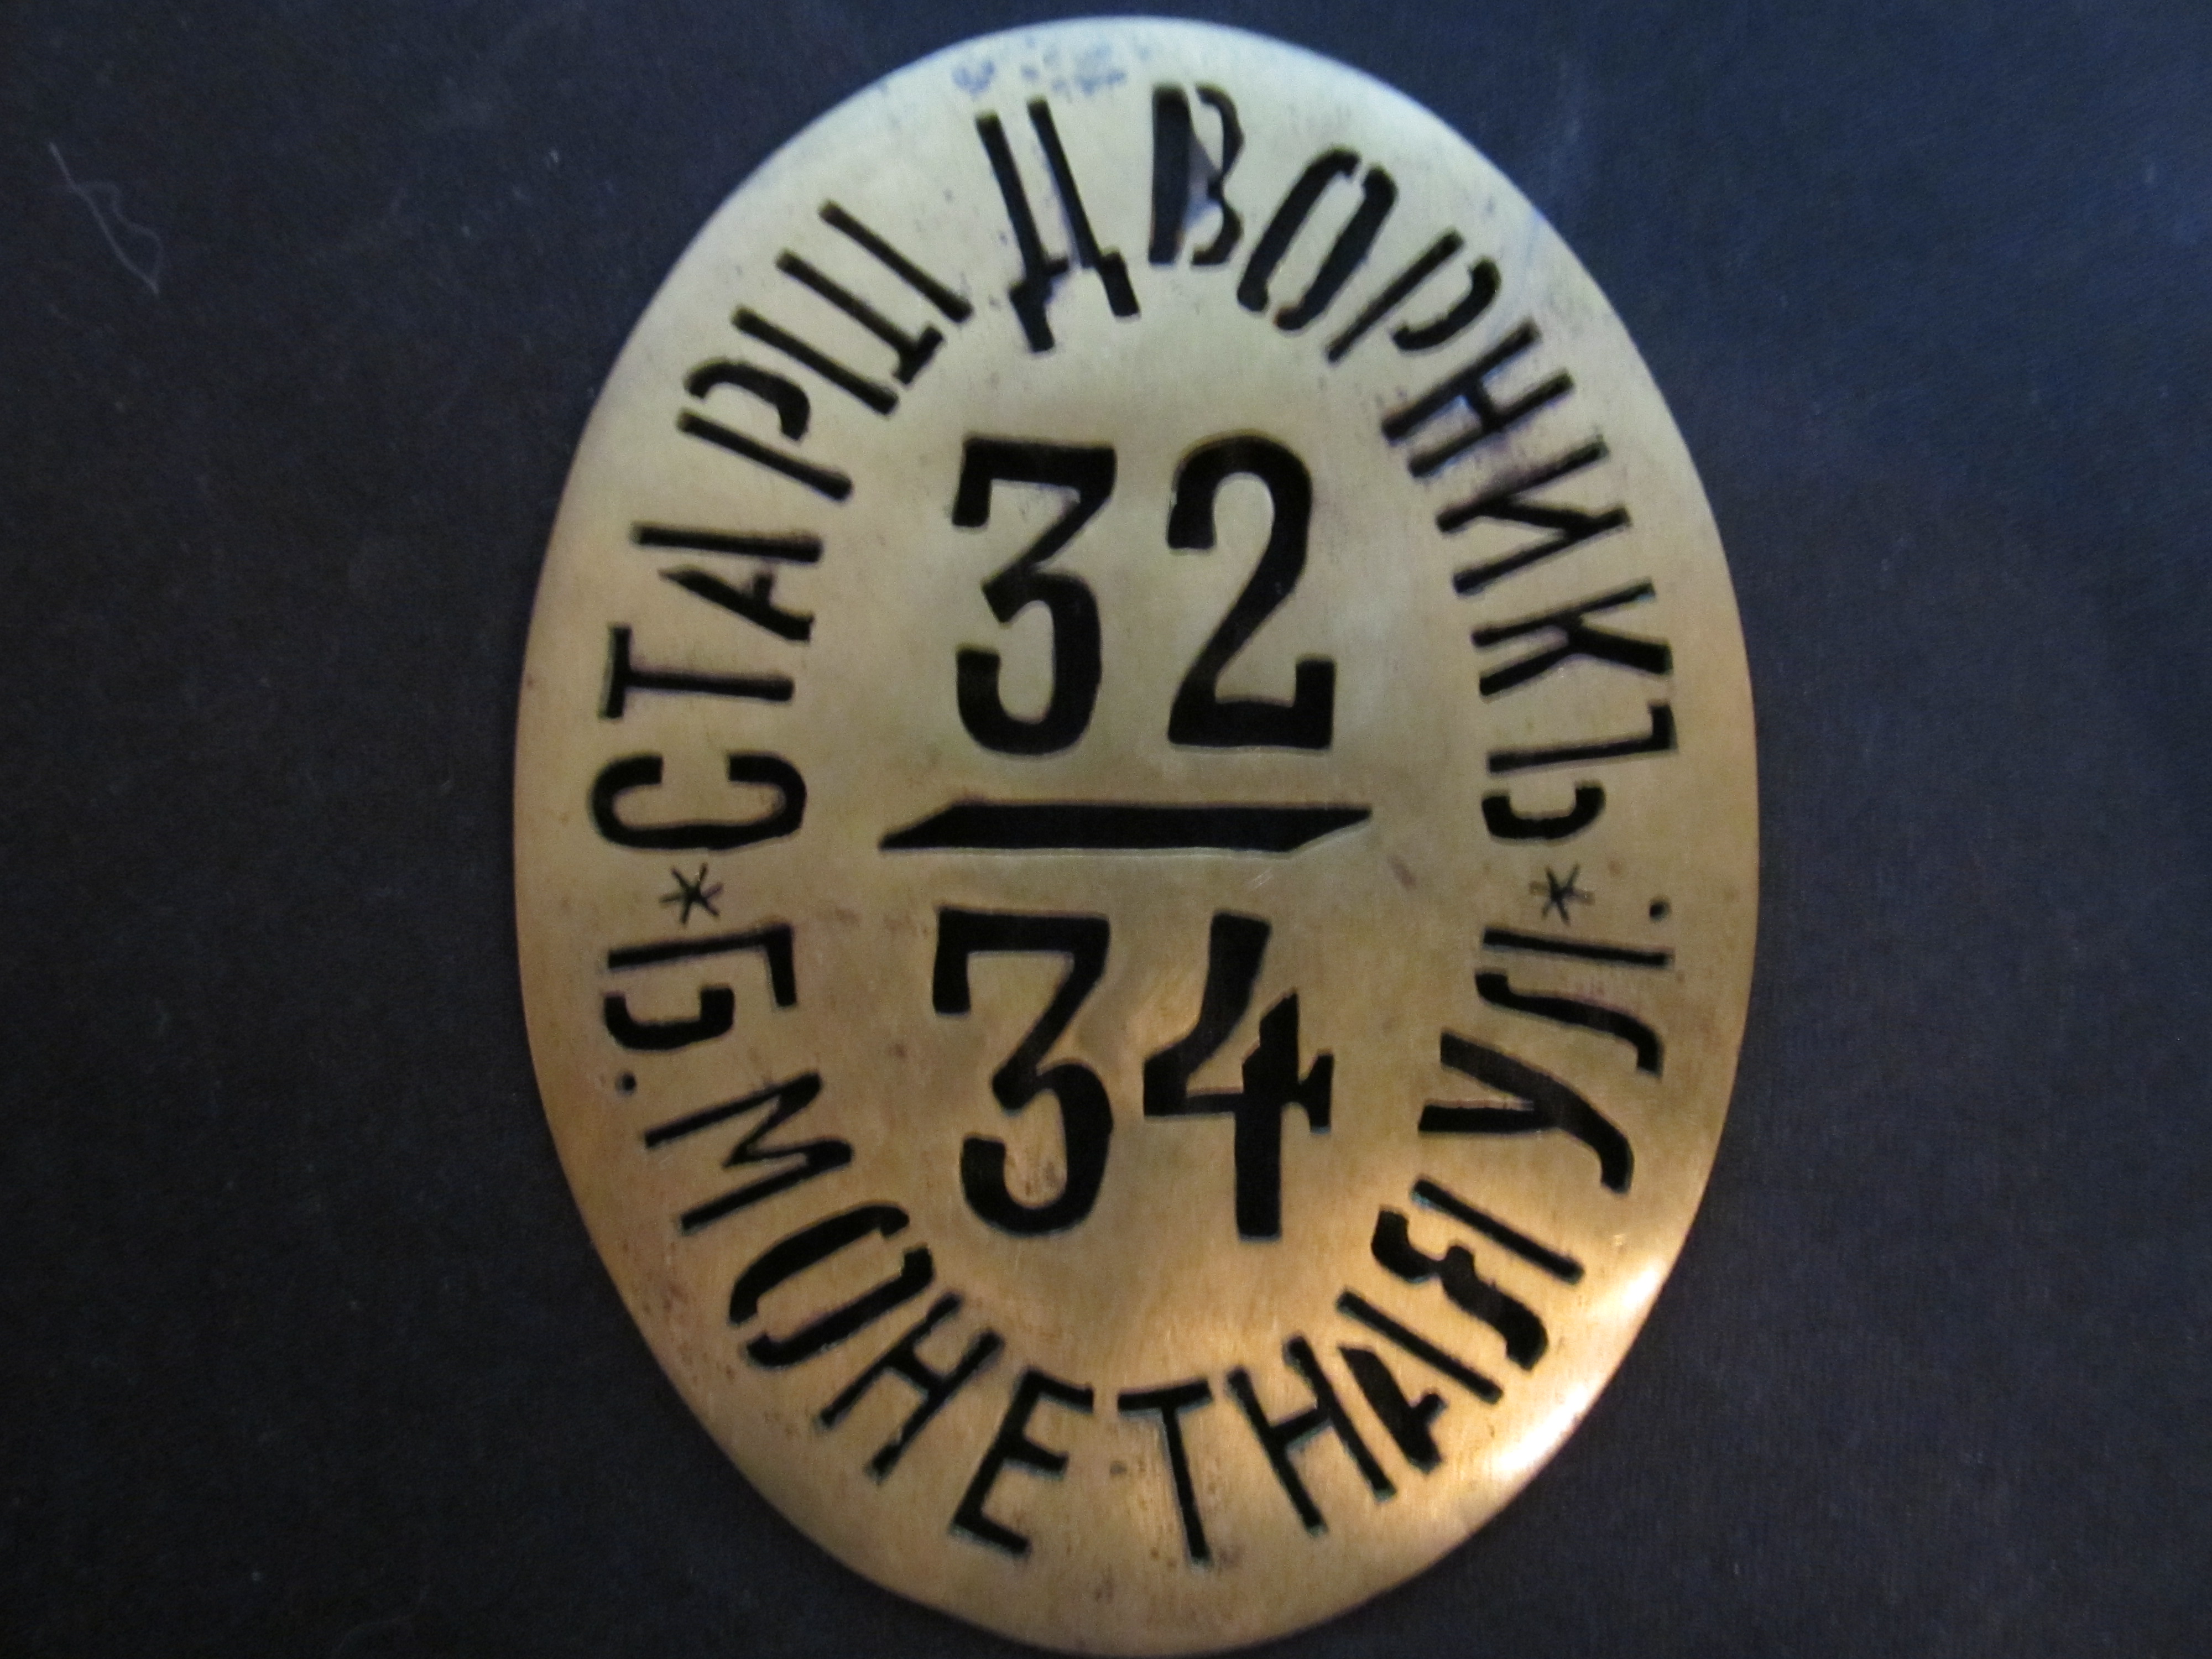 СТАРШ ДВОРНИКЪ
32
34
Б. МОНЕТНАЯ УЛ.